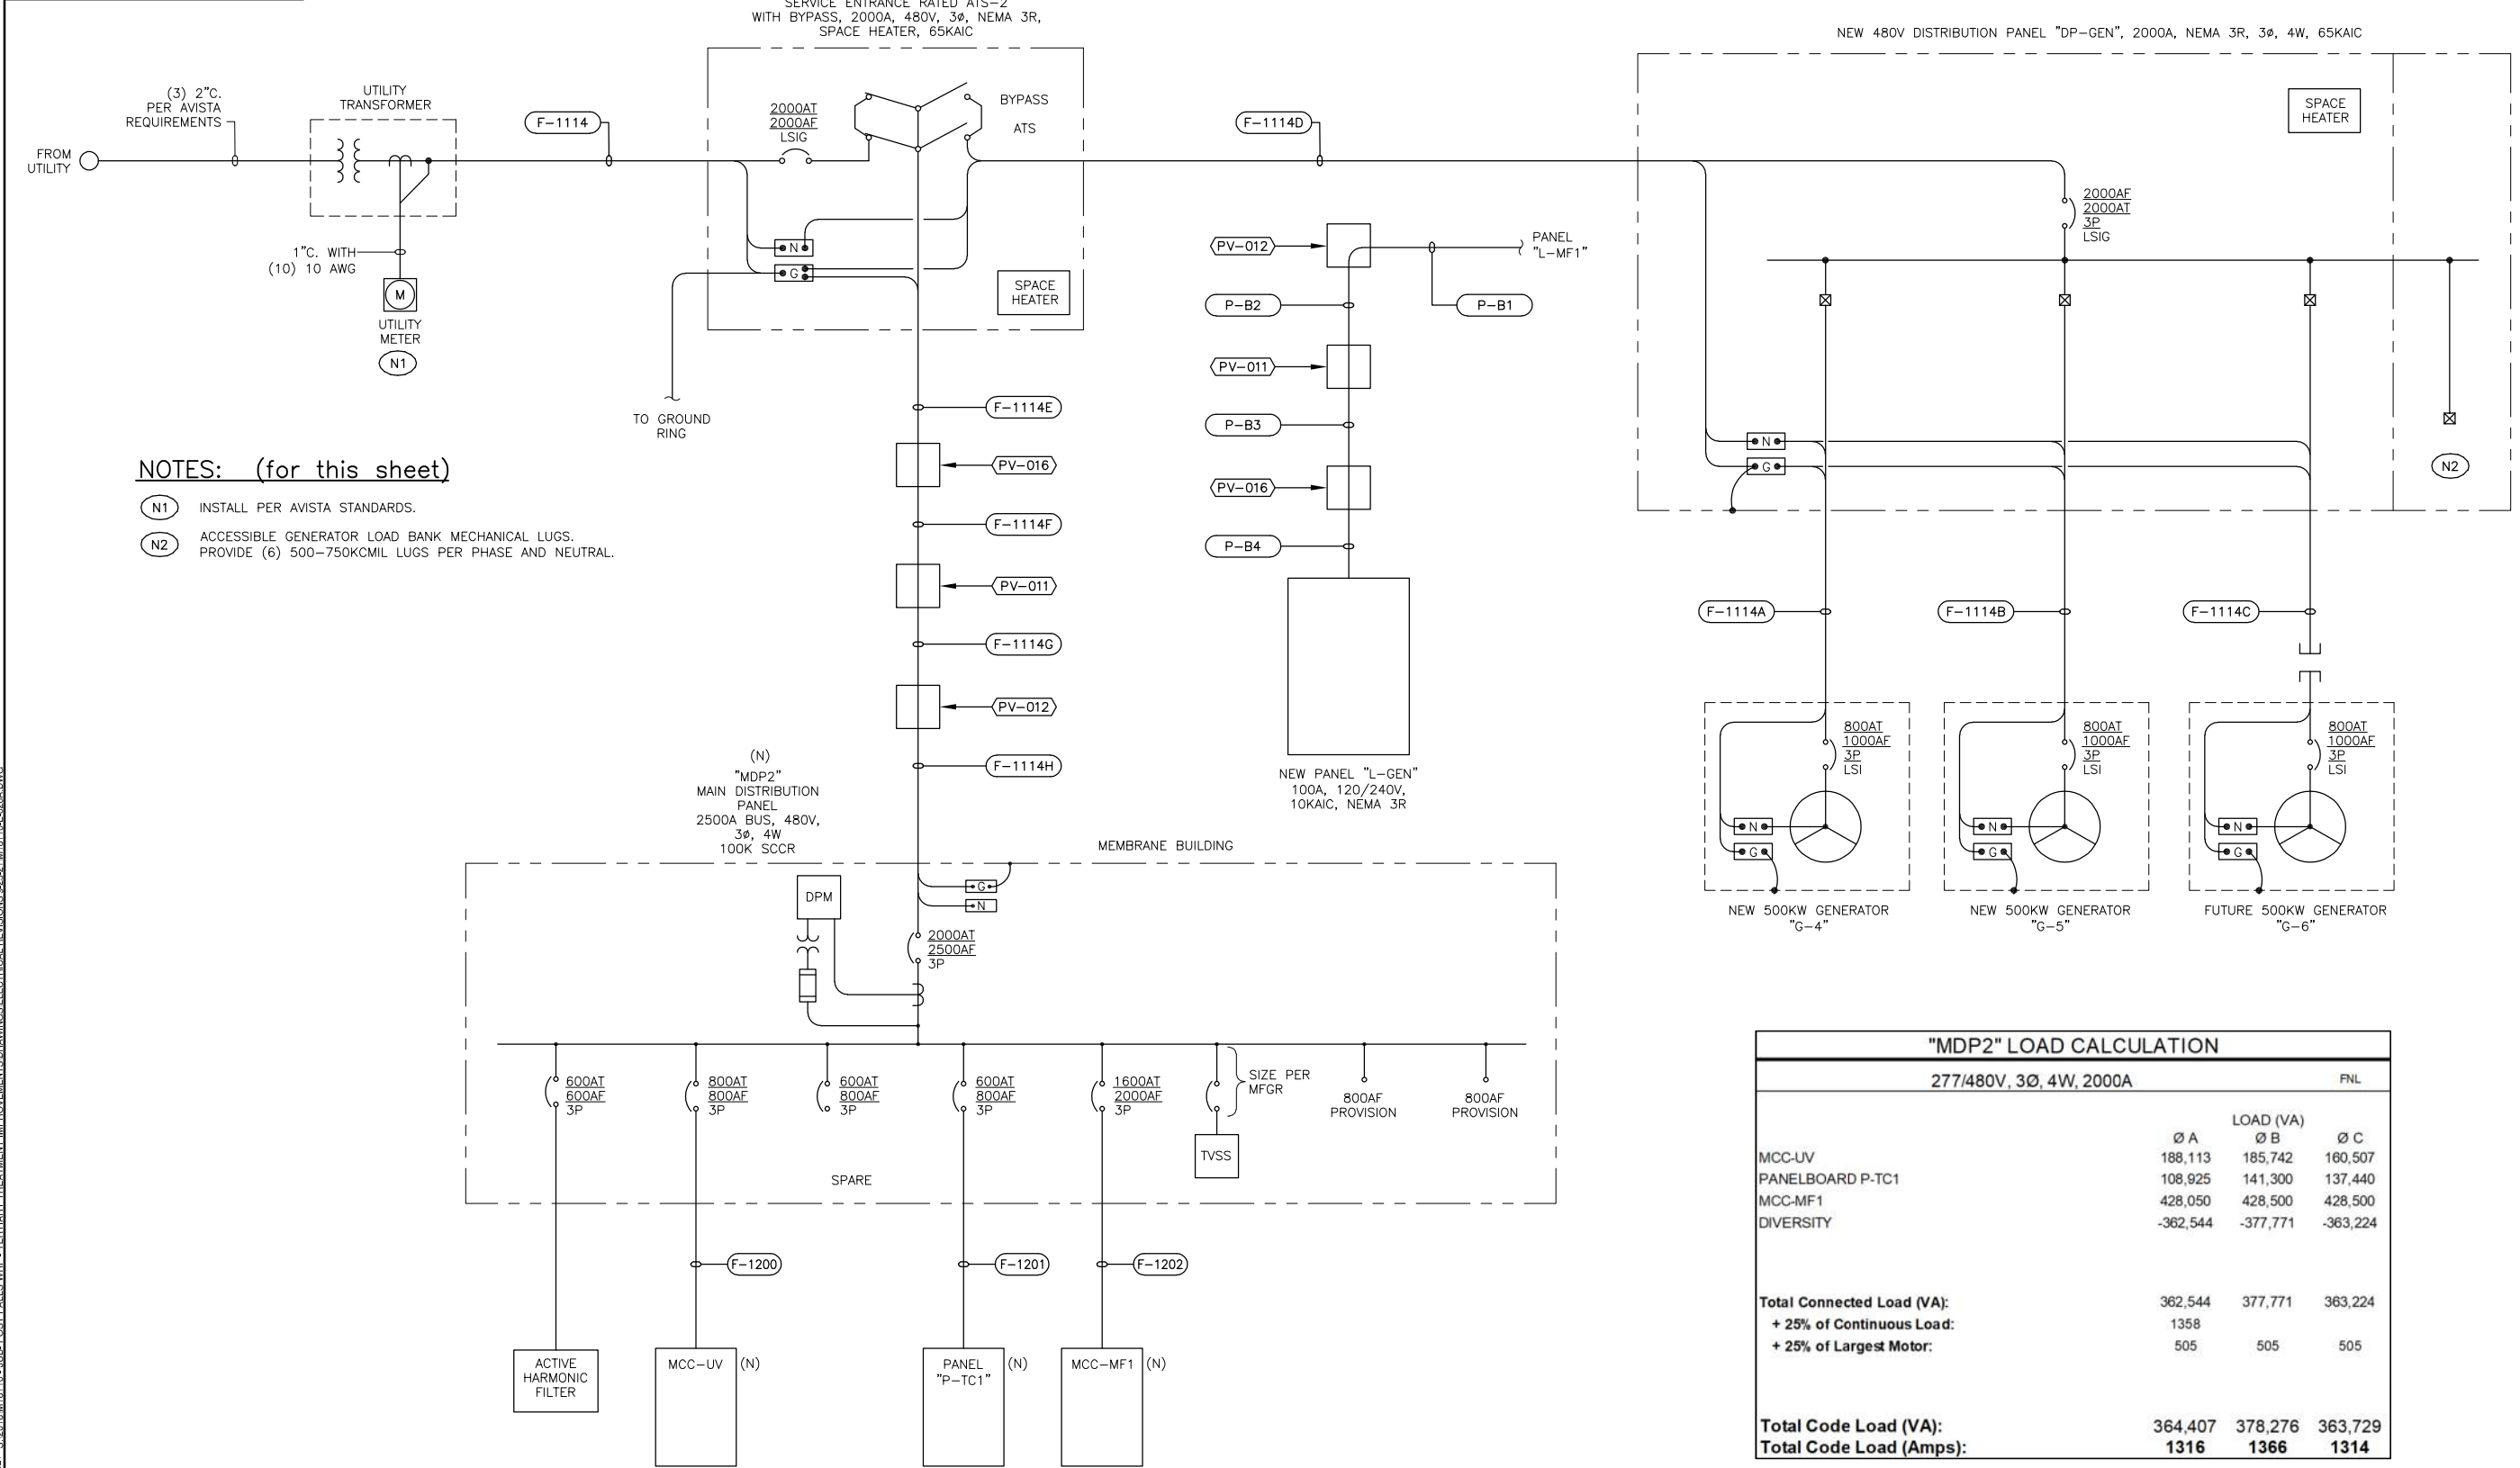 SERVICE ENTRANCE RATED ATS-2
WITH BYPASS, 2000A, 480V, 3ø, NEMA 3R,
SPACE HEATER, 65KAIC
NEW 480V DISTRIBUTION PANEL "DP-GEN", 2000A, NEMA 3R, 3ø, 4W, 65KAIC
(3) 2"C.
PER AVISTA
REQUIREMENTS
UTILITY
TRANSFORMER
F-1114
2000AT
2000AF
LSIG
BYPASS
ATS
F-1114D
SPACE
HEATER
FROM
UTILITY
2000AF
2000AT
3P
LSIG
1"C. WITH
(10) 10 AWG
M
UTILITY
METER
N1
N
G
SPACE
HEATER
TO GROUND
RING
PV-012
PANEL
"L-MF1"
P-B2
P-B1
PV-011
P-B3
PV-016
P-B4
NEW PANEL "L-GEN"
100A, 120/240V,
10KAIC, NEMA 3R
N
G
N2
NOTES: (for this sheet)
N1 INSTALL PER AVISTA STANDARDS.
N2 ACCESSIBLE GENERATOR LOAD BANK MECHANICAL LUGS.
PROVIDE (6) 500-750KCMIL LUGS PER PHASE AND NEUTRAL.
F-1114E
PV-016
F-1114F
PV-011
F-1114G
PV-012
F-1114H
F-1114A
F-1114B
F-1114C
800AT
1000AF
3P
LSI
N
G
NEW 500KW GENERATOR
"G-4"
800AT
1000AF
3P
LSI
N
G
NEW 500KW GENERATOR
"G-5"
800AT
1000AF
3P
LSI
N
G
FUTURE 500KW GENERATOR
"G-6"
(N)
"MDP2"
MAIN DISTRIBUTION
PANEL
2500A BUS, 480V,
3ø, 4W
100K SCCR
MEMBRANE BUILDING
DPM
G
N
2000AT
2500AF
3P
600AT
600AF
3P
800AT
800AF
3P
600AT
800AF
3P
600AT
800AF
3P
1600AT
2000AF
3P
SIZE PER
MFGR
TVSS
800AF
PROVISION
800AF
PROVISION
SPARE
F-1200
F-1201
F-1202
ACTIVE
HARMONIC
FILTER
MCC-UV (N)
PANEL
"P-TC1"
(N)
MCC-MF1 (N)
"MDP2" LOAD CALCULATION
277/480V, 3Ø, 4W, 2000A FNL
LOAD (VA)
Ø A Ø B Ø C
MCC-UV 188,113 185,742 160,507
PANELBOARD P-TC1 108,925 141,300 137,440
MCC-MF1 428,050 428,500 428,500
DIVERSITY -362,544 -377,771 -363,224
Total Connected Load (VA): 362,544 377,771 363,224
+ 25% of Continuous Load: 1358
+ 25% of Largest Motor: 505 505 505
Total Code Load (VA): 364,407 378,276 363,729
Total Code Load (Amps): 1316 1366 1314